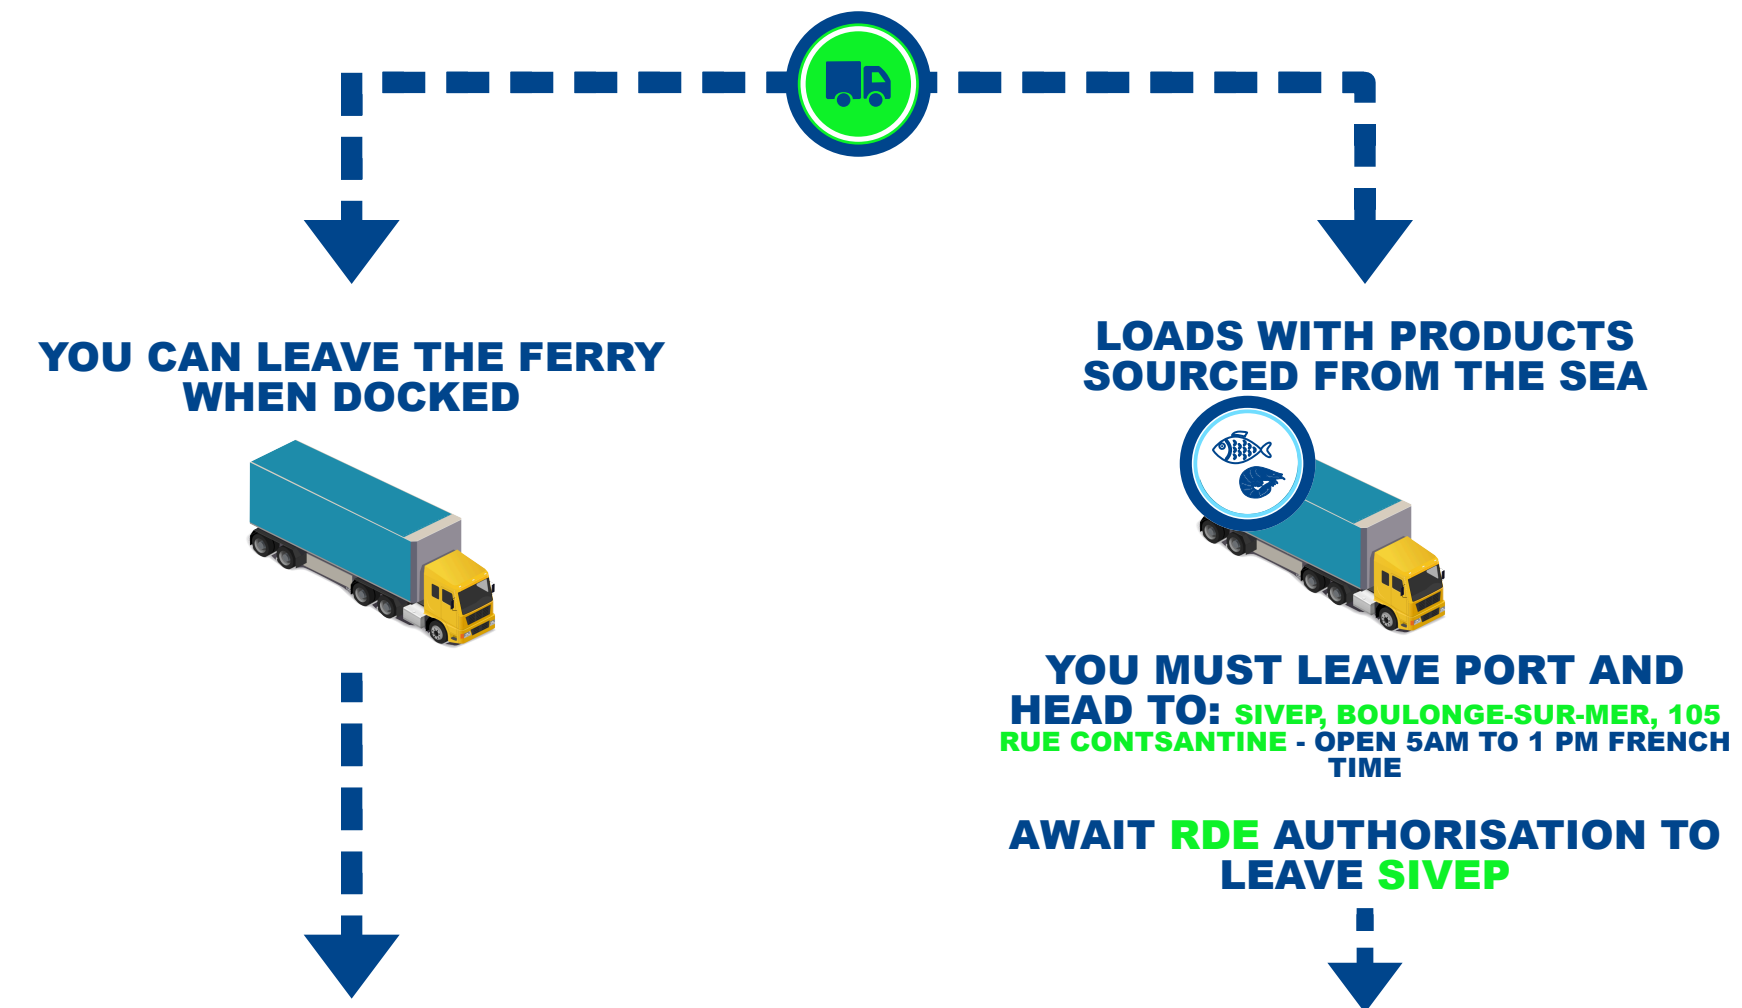 YOU CAN LEAVE THE FERRY
WHEN DOCKED
LOADS WITH PRODUCTS
SOURCED FROM THE SEA
YOU MUST LEAVE PORT AND
HEAD TO: SIVEP, BOULONGE-SUR-MER, 105
RUE CONTSANTINE - OPEN 5AM TO 1 PM FRENCH
TIME
AWAIT RDE AUTHORISATION TO
LEAVE SIVEP